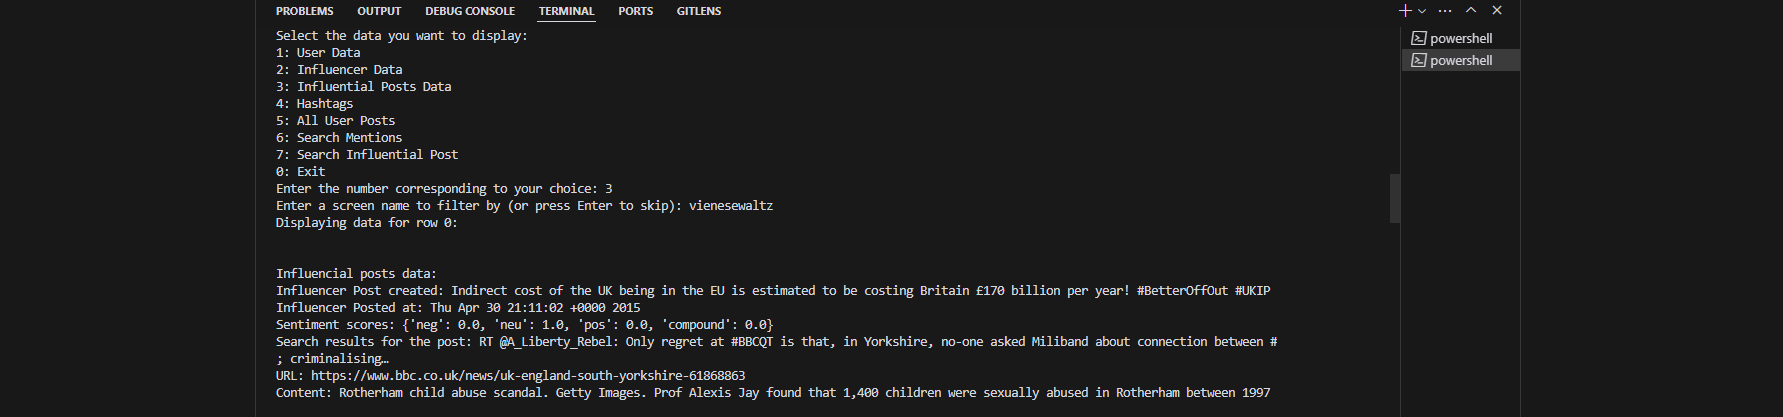 PROBLEMS OUTPUT DEBUG CONSOLE TERMINAL PORTS GITLENS
Select the data you want to display:
powershell
1: User Data
powershell
2: Influencer Data
3: Influential Posts Data
4: Hashtags
5: All User Posts
6: Search Mentions
7: Search Influential Post
0: Exit
Enter the number corresponding to your choice: 3
Enter a screen name to filter by (or press Enter to skip): vienesewaltz
Displaying data for row 0:
Influencial posts data:
Influencer Post created: Indirect cost of the UK being in the EU is estimated to be costing Britain £170 billion per year! #BetterOffOut #UKIP
Influencer Posted at: Thu Apr 30 21:11:02 +0000 2015
Sentiment scores: {'neg': 0.0, 'neu': 1.0, 'pos': 0.0, 'compound': 0.0}
Search results for the post: RT @A_Liberty_Rebel: Only regret at #BBCQT is that, in Yorkshire, no-one asked Miliband about connection between #
; criminalising…
URL: https://www.bbc.co.uk/news/uk-england-south-yorkshire-61868863
Content: Rotherham child abuse scandal. Getty Images. Prof Alexis Jay found that 1,400 children were sexually abused in Rotherham between 1997